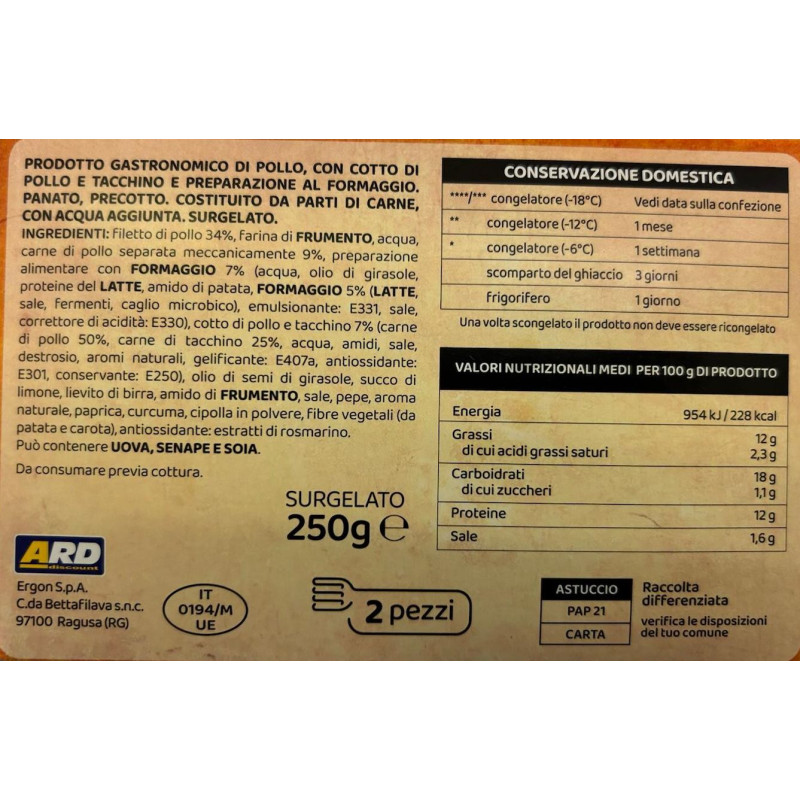 PRODOTTO GASTRONOMICO DI POLLO, CON COTTO DI
POLLO E TACCHINO E PREPARAZIONE AL FORMAGGIO.
PANATO, PRECOTTO. COSTITUITO DA PARTI DI CARNE,
CON ACQUA AGGIUNTA. SURGELATO.
INGREDIENTI: filetto di pollo 34%, farina di FRUMENTO, acqua,
carne di pollo separata meccanicamente 9%, preparazione
alimentare con FORMAGGIO 7% (acqua, olio di girasole,
proteine del LATTE, amido di patata, FORMAGGIO 5% (LATTE,
sale, fermenti, caglio microbico), emulsionante: E331, sale,
correttore di acidità: E330), cotto di pollo e tacchino 7% (carne
di pollo 50%, carne di tacchino 25%, acqua, amidi, sale,
destrosio, aromi naturali, gelificante: E407a, antiossidante:
E301, conservante: E250), olio di semi di girasole, succo di
limone, lievito di birra, amido di FRUMENTO, sale, pepe, aroma
naturale, paprica, curcuma, cipolla in polvere, fibre vegetali (da
patata e carota), antiossidante: estratti di rosmarino.
Può contenere UOVA, SENAPE E SOIA.
Da consumare previa cottura.
SURGELATO
250g ℮
ARD
discount
Ergon S.p.A.
C.da Bettafilava s.n.c.
97100 Ragusa (RG)
IT
0194/M
UE
2 pezzi
CONSERVAZIONE DOMESTICA
****/*** congelatore (-18°C) Vedi data sulla confezione
** congelatore (-12°C) 1 mese
* congelatore (-6°C) 1 settimana
scomparto del ghiaccio 3 giorni
frigorifero 1 giorno
Una volta scongelato il prodotto non deve essere ricongelato
VALORI NUTRIZIONALI MEDI PER 100 g DI PRODOTTO
Energia 954 kJ / 228 kcal
Grassi 12 g
di cui acidi grassi saturi 2,3 g
Carboidrati 18 g
di cui zuccheri 1,1 g
Proteine 12 g
Sale 1,6 g
ASTUCCIO
PAP 21
CARTA
Raccolta
differenziata
verifica le disposizioni
del tuo comune